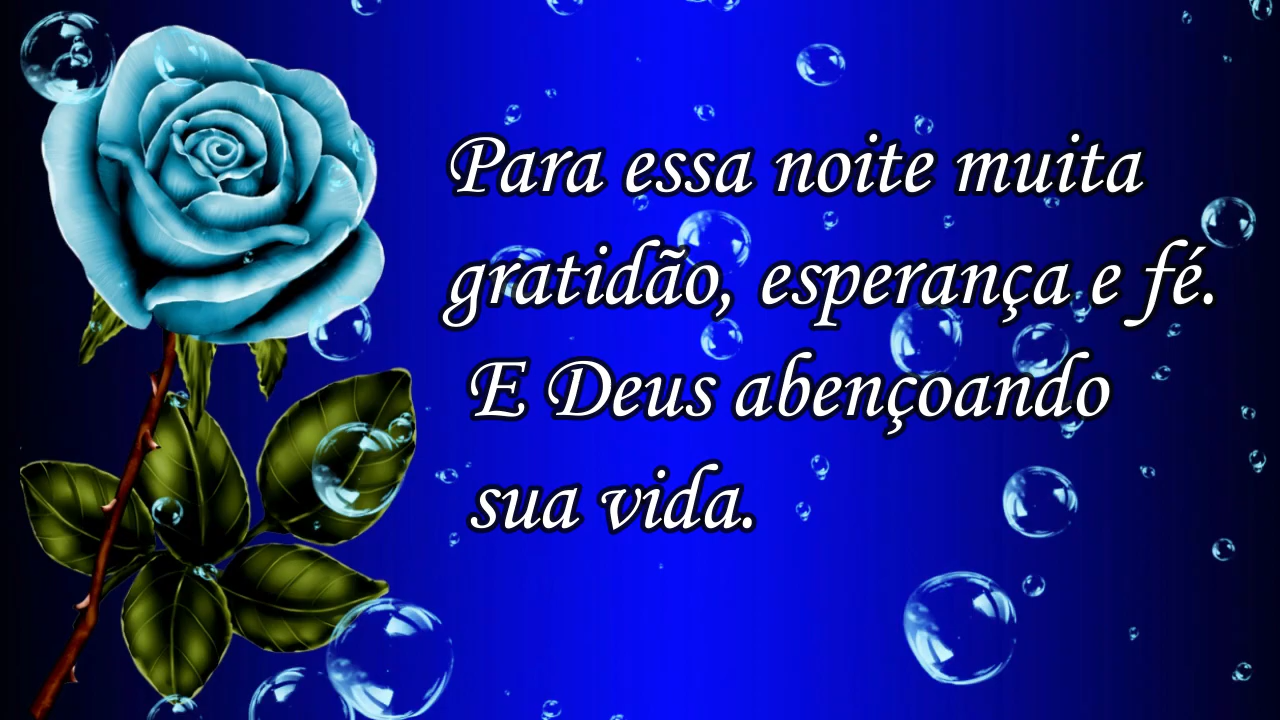 Para essa noite muita
gratidão, esperança e fé.
E Deus abençoando
sua vida.